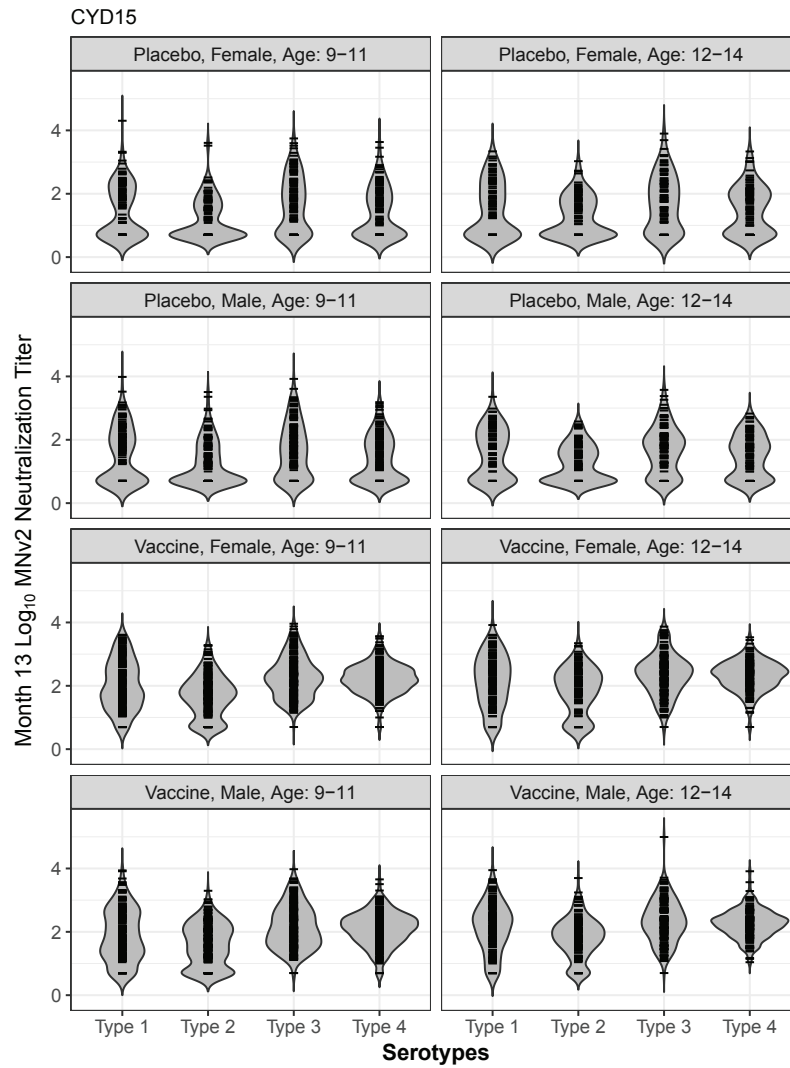 CYD15
Placebo, Female, Age: 9−11
Placebo, Female, Age: 12−14
4
2
0
Placebo, Male, Age: 9−11
Placebo, Male, Age: 12−14
4
2
0
Vaccine, Female, Age: 9−11
Vaccine, Female, Age: 12−14
4
2
0
Vaccine, Male, Age: 9−11
Vaccine, Male, Age: 12−14
4
2
0
Month 13 Log₁₀ MNv2 Neutralization Titer
Type 1 Type 2 Type 3 Type 4 Type 1 Type 2 Type 3 Type 4
Serotypes